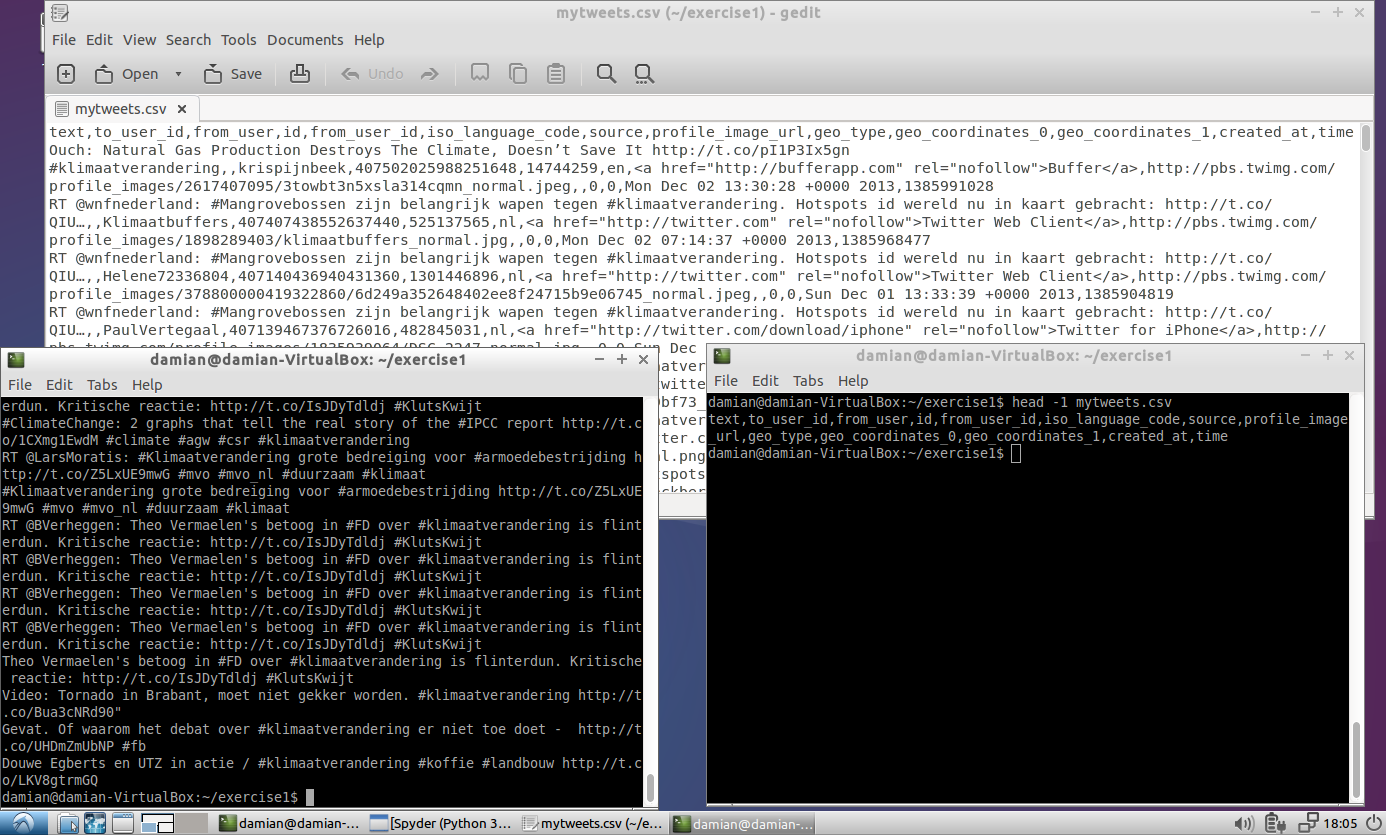 mytweets.csv (~/exercise1) - gedit
File Edit View Search Tools Documents Help
Open Save Undo
mytweets.csv
text,to_user_id,from_user,id,from_user_id,iso_language_code,source,profile_image_url,geo_type,geo_coordinates_0,geo_coordinates_1,created_at,time
Ouch: Natural Gas Production Destroys The Climate, Doesn’t Save It http://t.co/pI1P3Ix5gn
#klimaatverandering,,krispijnbeek,407502025988251648,14744259,en,<a href="http://bufferapp.com" rel="nofollow">Buffer</a>,http://pbs.twimg.com/
profile_images/2617407095/3towbt3n5xsla314cqmn_normal.jpeg,,0,0,Mon Dec 02 13:30:28 +0000 2013,1385991028
RT @wnfnederland: #Mangrovebossen zijn belangrijk wapen tegen #klimaatverandering. Hotspots id wereld nu in kaart gebracht: http://t.co/
QIU…,,Klimaatbuffers,407407438552637440,525137565,nl,<a href="http://twitter.com" rel="nofollow">Twitter Web Client</a>,http://pbs.twimg.com/
profile_images/1898289403/klimaatbuffers_normal.jpg,,0,0,Mon Dec 02 07:14:37 +0000 2013,1385968477
RT @wnfnederland: #Mangrovebossen zijn belangrijk wapen tegen #klimaatverandering. Hotspots id wereld nu in kaart gebracht: http://t.co/
QIU…,,Helene72336804,407140436940431360,1301446896,nl,<a href="http://twitter.com" rel="nofollow">Twitter Web Client</a>,http://pbs.twimg.com/
profile_images/378800000419322860/6d249a352648402ee8f24715b9e06745_normal.jpeg,,0,0,Sun Dec 01 13:33:39 +0000 2013,1385904819
RT @wnfnederland: #Mangrovebossen zijn belangrijk wapen tegen #klimaatverandering. Hotspots id wereld nu in kaart gebracht: http://t.co/
QIU…,,PaulVertegaal,407139467376726016,482845031,nl,<a href="http://twitter.com/download/iphone" rel="nofollow">Twitter for iPhone</a>,http://
damian@damian-VirtualBox: ~/exercise1
File Edit Tabs Help
erdun. Kritische reactie: http://t.co/IsJDyTdldj #KlutsKwijt
#ClimateChange: 2 graphs that tell the real story of the #IPCC report http://t.c
o/1CXmg1EwdM #climate #agw #csr #klimaatverandering
RT @LarsMoratis: #Klimaatverandering grote bedreiging voor #armoedebestrijding h
ttp://t.co/Z5LxUE9mwG #mvo #mvo_nl #duurzaam #klimaat
#Klimaatverandering grote bedreiging voor #armoedebestrijding http://t.co/Z5LxUE
9mwG #mvo #mvo_nl #duurzaam #klimaat
RT @BVerheggen: Theo Vermaelen's betoog in #FD over #klimaatverandering is flint
erdun. Kritische reactie: http://t.co/IsJDyTdldj #KlutsKwijt
RT @BVerheggen: Theo Vermaelen's betoog in #FD over #klimaatverandering is flint
erdun. Kritische reactie: http://t.co/IsJDyTdldj #KlutsKwijt
RT @BVerheggen: Theo Vermaelen's betoog in #FD over #klimaatverandering is flint
erdun. Kritische reactie: http://t.co/IsJDyTdldj #KlutsKwijt
RT @BVerheggen: Theo Vermaelen's betoog in #FD over #klimaatverandering is flint
erdun. Kritische reactie: http://t.co/IsJDyTdldj #KlutsKwijt
Theo Vermaelen's betoog in #FD over #klimaatverandering is flinterdun. Kritische
reactie: http://t.co/IsJDyTdldj #KlutsKwijt
Video: Tornado in Brabant, moet niet gekker worden. #klimaatverandering http://t
.co/Bua3cNRd90"
Gevat. Of waarom het debat over #klimaatverandering er niet toe doet -  http://t
.co/UHDmZmUbNP #fb
Douwe Egberts en UTZ in actie / #klimaatverandering #koffie #landbouw http://t.c
o/LKV8gtrmGQ
damian@damian-VirtualBox:~/exercise1$
damian@damian-VirtualBox: ~/exercise1
File Edit Tabs Help
damian@damian-VirtualBox:~/exercise1$ head -1 mytweets.csv
text,to_user_id,from_user,id,from_user_id,iso_language_code,source,profile_image
_url,geo_type,geo_coordinates_0,geo_coordinates_1,created_at,time
damian@damian-VirtualBox:~/exercise1$
damian@damian-... [Spyder (Python 3... mytweets.csv (~/e... damian@damian-... 18:05